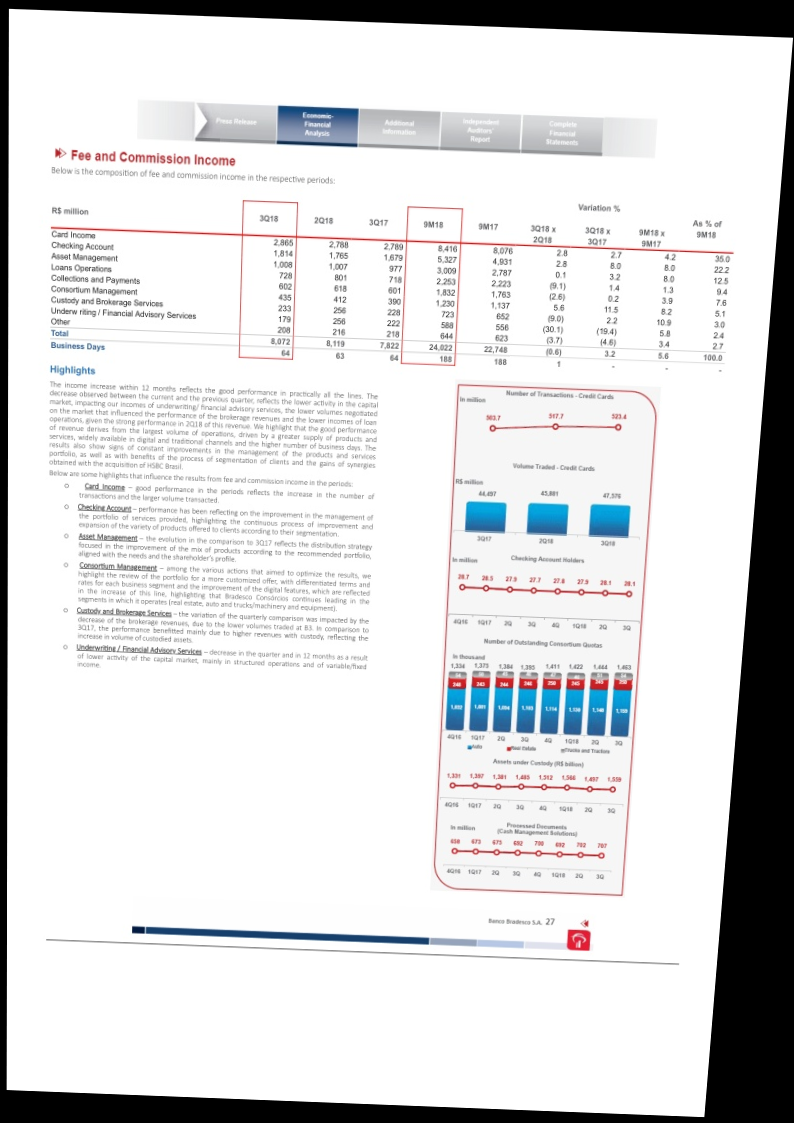 Press Release
Economic-
Financial
Analysis
Additional
Information
Independent
Auditors'
Report
Complete
Financial
Statements
Fee and Commission Income
Below is the composition of fee and commission income in the respective periods:
R$ million 3Q18 2Q18 3Q17 9M18 9M17 Variation % As % of 9M18
3Q18 x 2Q18 3Q18 x 3Q17 9M18 x 9M17
Card Income 2,865 2,788 2,789 8,416 8,076 2.8 2.7 4.2 35.0
Checking Account 1,814 1,765 1,679 5,327 4,931 2.8 8.0 8.0 22.2
Asset Management 1,008 1,007 977 3,009 2,787 0.1 3.2 8.0 12.5
Loans Operations 728 801 718 2,253 2,223 (9.1) 1.4 1.3 9.4
Collections and Payments 602 618 601 1,832 1,763 (2.6) 0.2 3.9 7.6
Consortium Management 435 412 390 1,230 1,137 5.6 11.5 8.2 5.1
Custody and Brokerage Services 233 256 228 723 652 (9.0) 2.2 10.9 3.0
Underw riting / Financial Advisory Services 179 256 222 588 556 (30.1) (19.4) 5.8 2.4
Other 208 216 218 644 623 (3.7) (4.6) 3.4 2.7
Total 8,072 8,119 7,822 24,022 22,748 (0.6) 3.2 5.6 100.0
Business Days 64 63 64 188 188 1 - - -
Highlights
The income increase within 12 months reflects the good performance in practically all the lines. The
decrease observed between the current and the previous quarter, reflects the lower activity in the capital
market, impacting our incomes of underwriting/ financial advisory services, the lower volumes negotiated
on the market that influenced the performance of the brokerage revenues and the lower incomes of loan
operations, given the strong performance in 2Q18 of this revenue. We highlight that the good performance
of revenue derives from the largest volume of operations, driven by a greater supply of products and
services, widely available in digital and traditional channels and the higher number of business days. The
results also show signs of constant improvements in the management of the products and services
portfolio, as well as with benefits of the process of segmentation of clients and the gains of synergies
obtained with the acquisition of HSBC Brasil.
Below are some highlights that influence the results from fee and commission income in the periods:
o Card Income – good performance in the periods reflects the increase in the number of
transactions and the larger volume transacted.
o Checking Account – performance has been reflecting on the improvement in the management of
the portfolio of services provided, highlighting the continuous process of improvement and
expansion of the variety of products offered to clients according to their segmentation.
o Asset Management – the evolution in the comparison to 3Q17 reflects the distribution strategy
focused in the improvement of the mix of products according to the recommended portfolio,
aligned with the needs and the shareholder's profile.
o Consortium Management – among the various actions that aimed to optimize the results, we
highlight the review of the portfolio for a more customized offer, with differentiated terms and
rates for each business segment and the improvement of the digital features, which are reflected
in the increase of this line, highlighting that Bradesco Consórcios continues leading in the
segments in which it operates (real estate, auto and trucks/machinery and equipment).
o Custody and Brokerage Services – the variation of the quarterly comparison was impacted by the
decrease of the brokerage revenues, due to the lower volumes traded at B3. In comparison to
3Q17, the performance benefitted mainly due to higher revenues with custody, reflecting the
increase in volume of custodied assets.
o Underwriting / Financial Advisory Services – decrease in the quarter and in 12 months as a result
of lower activity of the capital market, mainly in structured operations and of variable/fixed
income.
Number of Transactions - Credit Cards
In million
503.7 517.7 523.4
Volume Traded - Credit Cards
R$ million
44,497 45,881 47,576
3Q17 2Q18 3Q18
Checking Account Holders
In million
26.7 26.5 27.9 27.7 27.8 27.9 28.1 28.1
4Q16 1Q17 2Q 3Q 4Q 1Q18 2Q 3Q
Number of Outstanding Consortium Quotas
In thousand
1,334 1,375 1,384 1,395 1,411 1,422 1,444 1,463
4Q16 1Q17 2Q 3Q 4Q 1Q18 2Q 3Q
Auto Real Estate Trucks and Tractors
Assets under Custody (R$ billion)
1,331 1,387 1,381 1,485 1,512 1,566 1,497 1,559
4Q16 1Q17 2Q 3Q 4Q 1Q18 2Q 3Q
Processed Documents
In million (Cash Management Solutions)
673 673 692 700 692 702 707
4Q16 1Q17 2Q 3Q 4Q 1Q18 2Q 3Q
Banco Bradesco S.A. 27